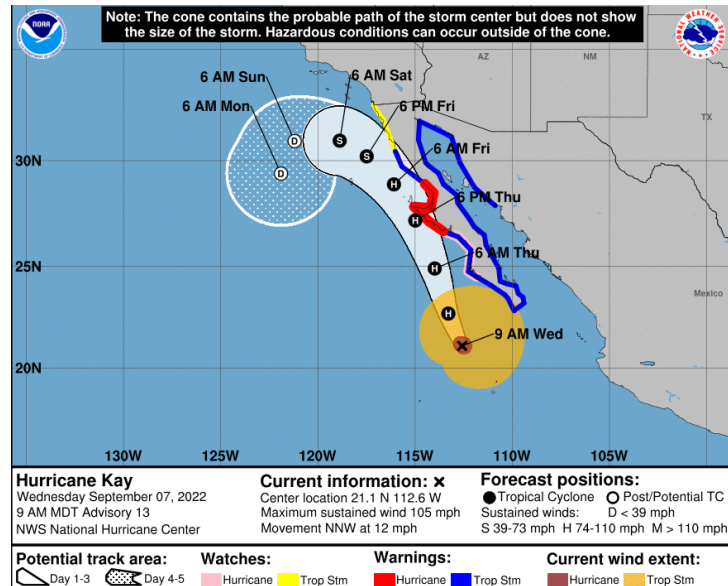 Note: The cone contains the probable path of the storm center but does not show
the size of the storm. Hazardous conditions can occur outside of the cone.
NOAA
NATIONAL WEATHER SERVICE
AZ
NM
TX
6 AM Sat
6 AM Sun
6 PM Fri
6 AM Mon
6 AM Fri
6 PM Thu
6 AM Thu
9 AM Wed
Mexico
D
D
S
S
H
H
H
H
30N
25N
20N
130W 125W 120W 115W 110W 105W
Hurricane Kay
Wednesday September 07, 2022
9 AM MDT Advisory 13
NWS National Hurricane Center
Current information: ×
Center location 21.1 N 112.6 W
Maximum sustained wind 105 mph
Movement NNW at 12 mph
Forecast positions:
Tropical Cyclone Post/Potential TC
Sustained winds: D < 39 mph
S 39-73 mph H 74-110 mph M > 110 mph
Potential track area:
Day 1-3 Day 4-5
Watches:
Hurricane Trop Stm
Warnings:
Hurricane Trop Stm
Current wind extent:
Hurricane Trop Stm